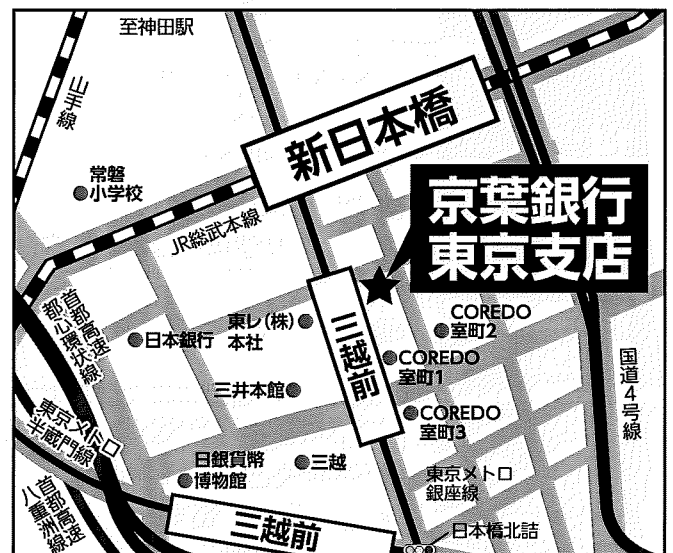 至神田駅
山手線
新日本橋
常磐
小学校
京葉銀行
東京支店
JR総武本線
首都高速
都心環状線
東レ(株)
本社
日本銀行
三越前
COREDO
室町2
COREDO
室町1
国道4号線
三井本館
COREDO
室町3
東京メトロ
半蔵門線
日銀貨幣
博物館
三越
東京メトロ
銀座線
首都高速
八重洲線
三越前
日本橋北詰